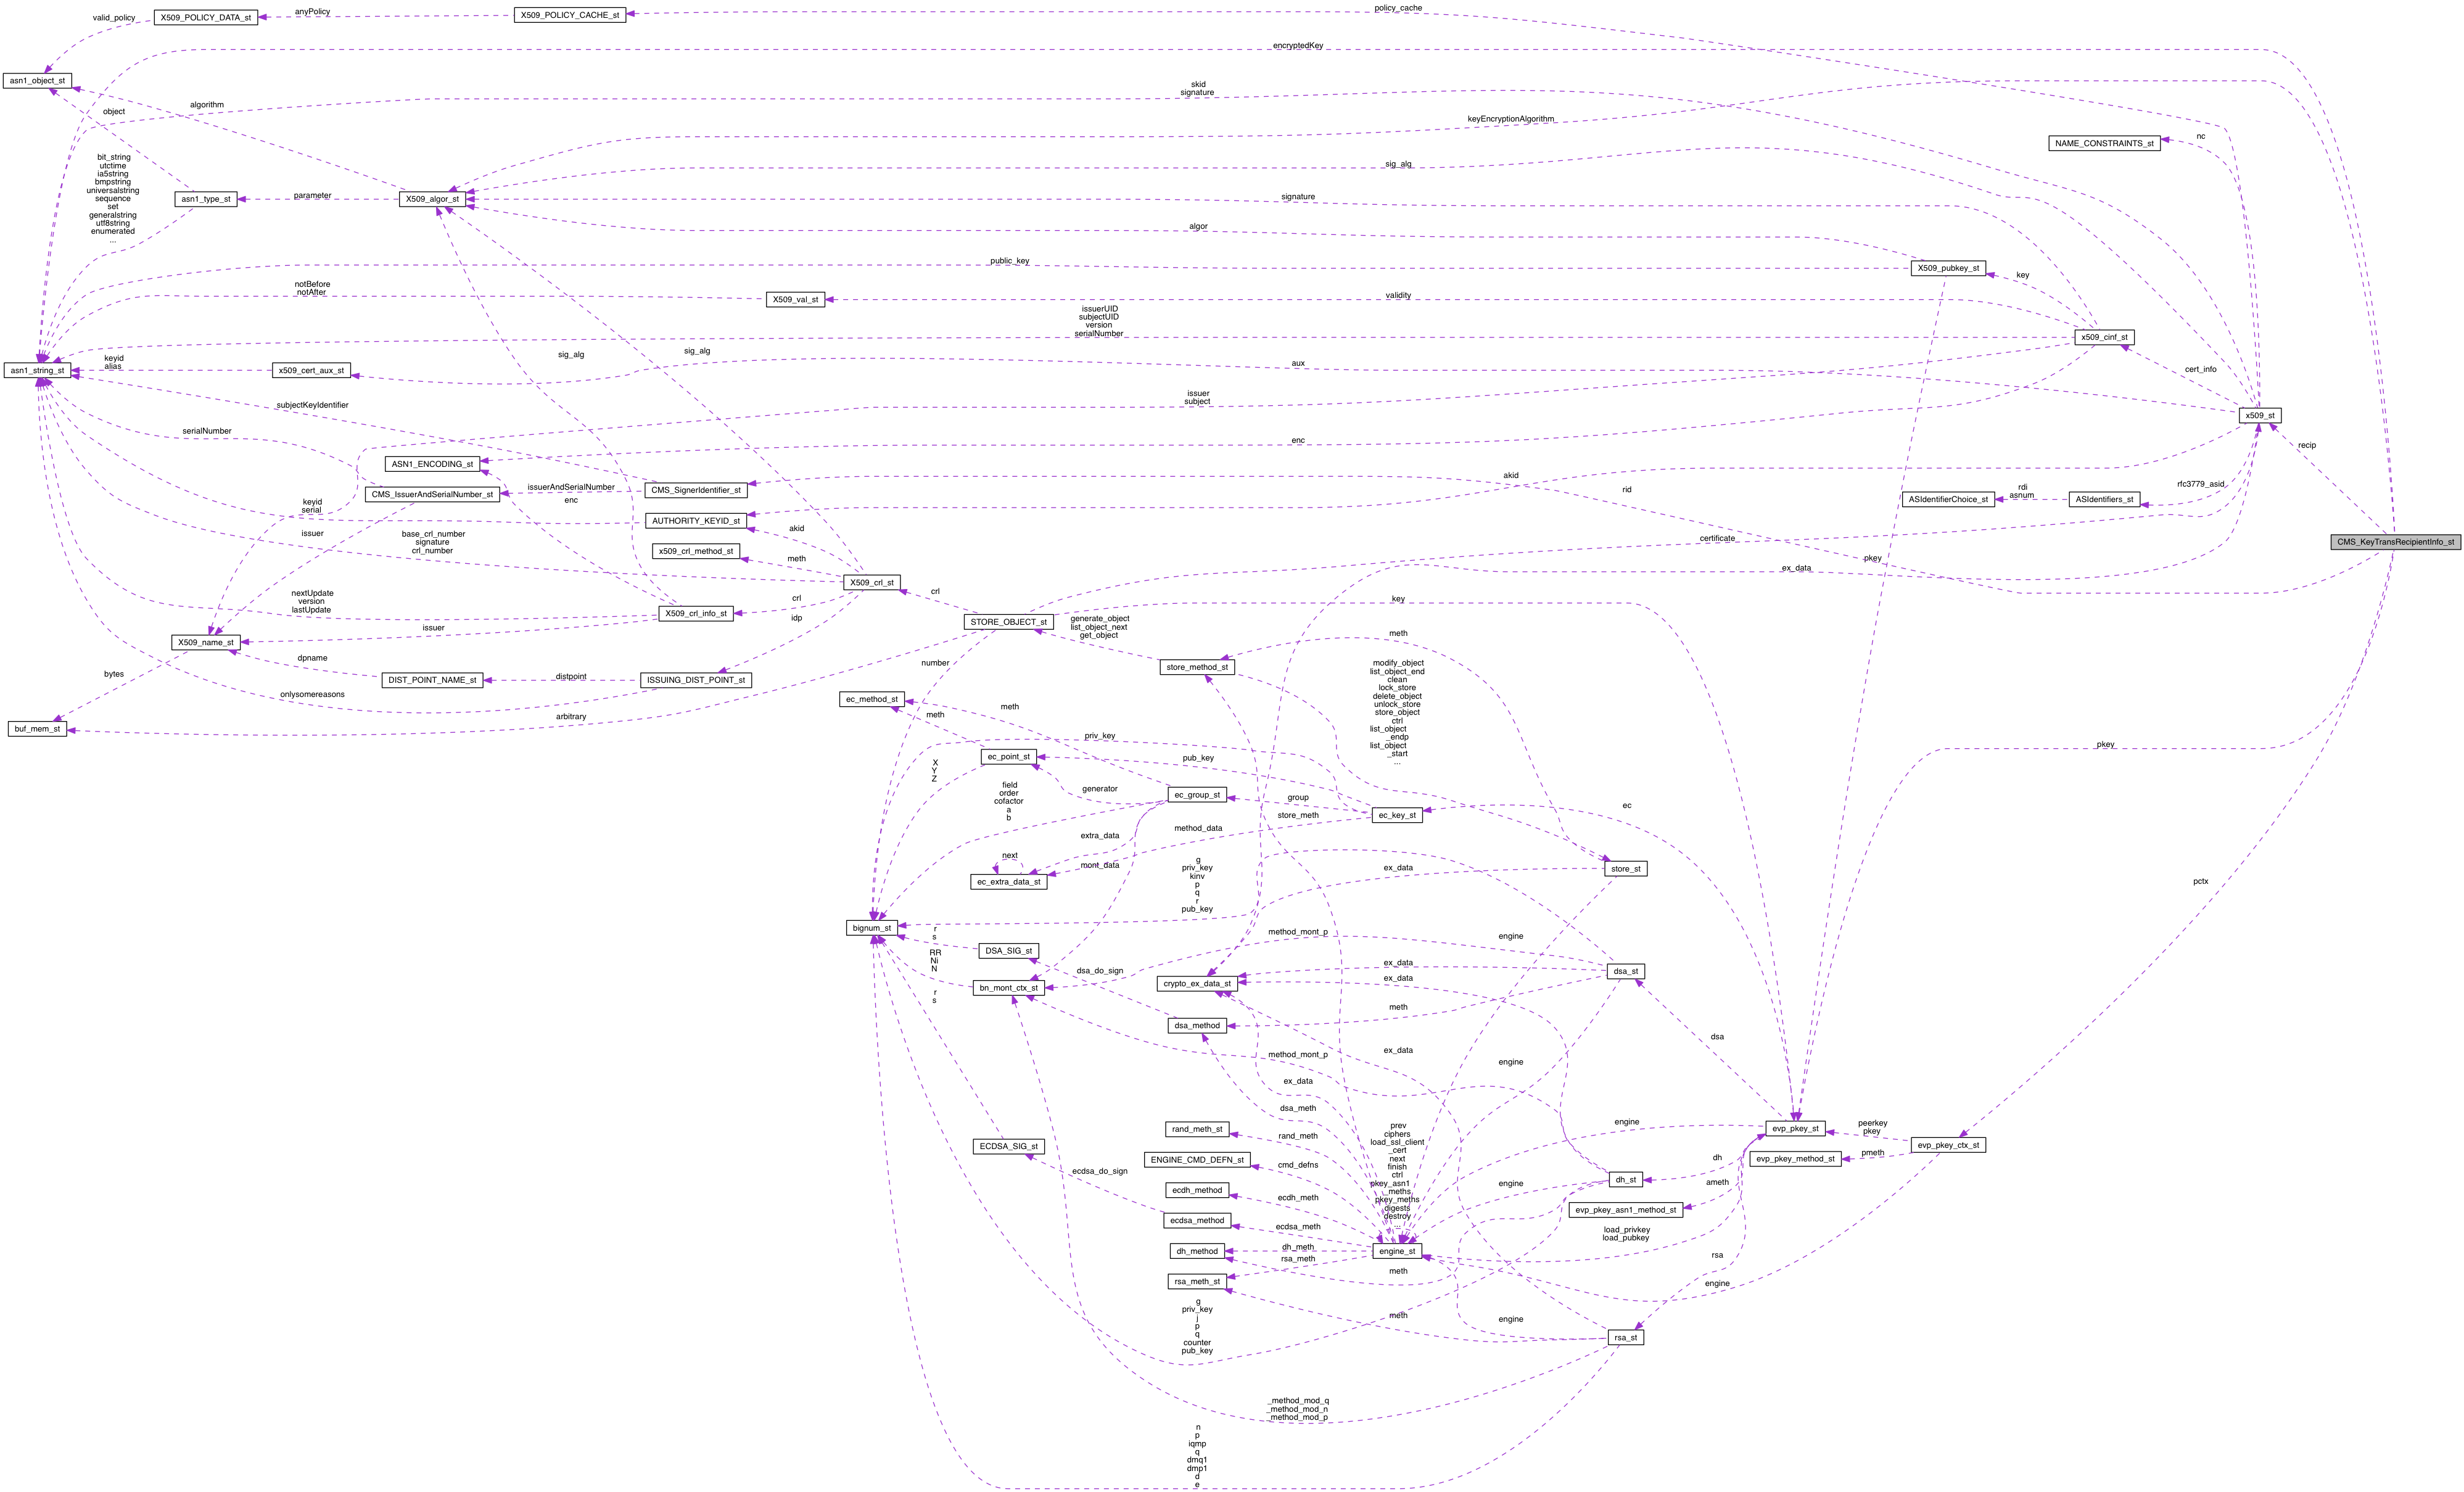 policy_cache
X509_POLICY_CACHE_st
anyPolicy
X509_POLICY_DATA_st
valid_policy
encryptedKey
asn1_object_st
skid
signature
algorithm
object
keyEncryptionAlgorithm
nc
NAME_CONSTRAINTS_st
bit_string
utctime
ia5string
bmpstring
universalstring
sequence
set
generalstring
utf8string
enumerated
...
sig_alg
asn1_type_st
parameter
X509_algor_st
signature
algor
public_key
X509_pubkey_st
key
notBefore
notAfter
X509_val_st
validity
issuerUID
subjectUID
version
serialNumber
x509_cinf_st
sig_alg
sig_alg
keyid
alias
asn1_string_st
x509_cert_aux_st
aux
cert_info
issuer
subject
subjectKeyIdentifier
x509_st
serialNumber
enc
recip
ASN1_ENCODING_st
akid
rfc3779_asid
CMS_IssuerAndSerialNumber_st
issuerAndSerialNumber
CMS_SignerIdentifier_st
rid
rdi
asnum
ASIdentifierChoice_st
ASIdentifiers_st
enc
keyid
serial
AUTHORITY_KEYID_st
akid
issuer
base_crl_number
signature
crl_number
certificate
CMS_KeyTransRecipientInfo_st
x509_crl_method_st
meth
pkey
ex_data
X509_crl_st
crl
nextUpdate
version
lastUpdate
crl
key
X509_crl_info_st
idp
STORE_OBJECT_st
generate_object
list_object_next
get_object
issuer
meth
X509_name_st
dpname
number
store_method_st
modify_object
list_object_end
clean
lock_store
delete_object
unlock_store
store_object
ctrl
list_object
_endp
list_object
_start
...
bytes
DIST_POINT_NAME_st
distpoint
ISSUING_DIST_POINT_st
onlysomereasons
ec_method_st
meth
meth
arbitrary
buf_mem_st
priv_key
pkey
ec_point_st
pub_key
X
Y
Z
field
order
cofactor
a
b
generator
ec_group_st
group
ec
ec_key_st
store_meth
extra_data
method_data
next
mont_data
g
priv_key
kinv
p
q
r
pub_key
ex_data
store_st
ec_extra_data_st
pctx
bignum_st
r
s
method_mont_p
engine
DSA_SIG_st
RR
Ni
N
dsa_do_sign
ex_data
dsa_st
bn_mont_ctx_st
crypto_ex_data_st
ex_data
r
s
meth
dsa_method
dsa
method_mont_p
ex_data
engine
ex_data
dsa_meth
rand_meth_st
rand_meth
prev
ciphers
load_ssl_client
_cert
next
finish
ctrl
pkey_asn1
_meths
pkey_meths
digests
destroy
...
engine
evp_pkey_st
peerkey
pkey
evp_pkey_ctx_st
ECDSA_SIG_st
ENGINE_CMD_DEFN_st
cmd_defns
dh
evp_pkey_method_st
pmeth
ecdsa_do_sign
engine
dh_st
ameth
ecdh_method
ecdh_meth
evp_pkey_asn1_method_st
ecdsa_method
ecdsa_meth
load_privkey
load_pubkey
dh_method
dh_meth
engine_st
rsa_meth
rsa
meth
rsa_meth_st
engine
g
priv_key
j
p
q
counter
pub_key
meth
engine
rsa_st
_method_mod_q
_method_mod_n
_method_mod_p
n
p
iqmp
q
dmq1
dmp1
d
e